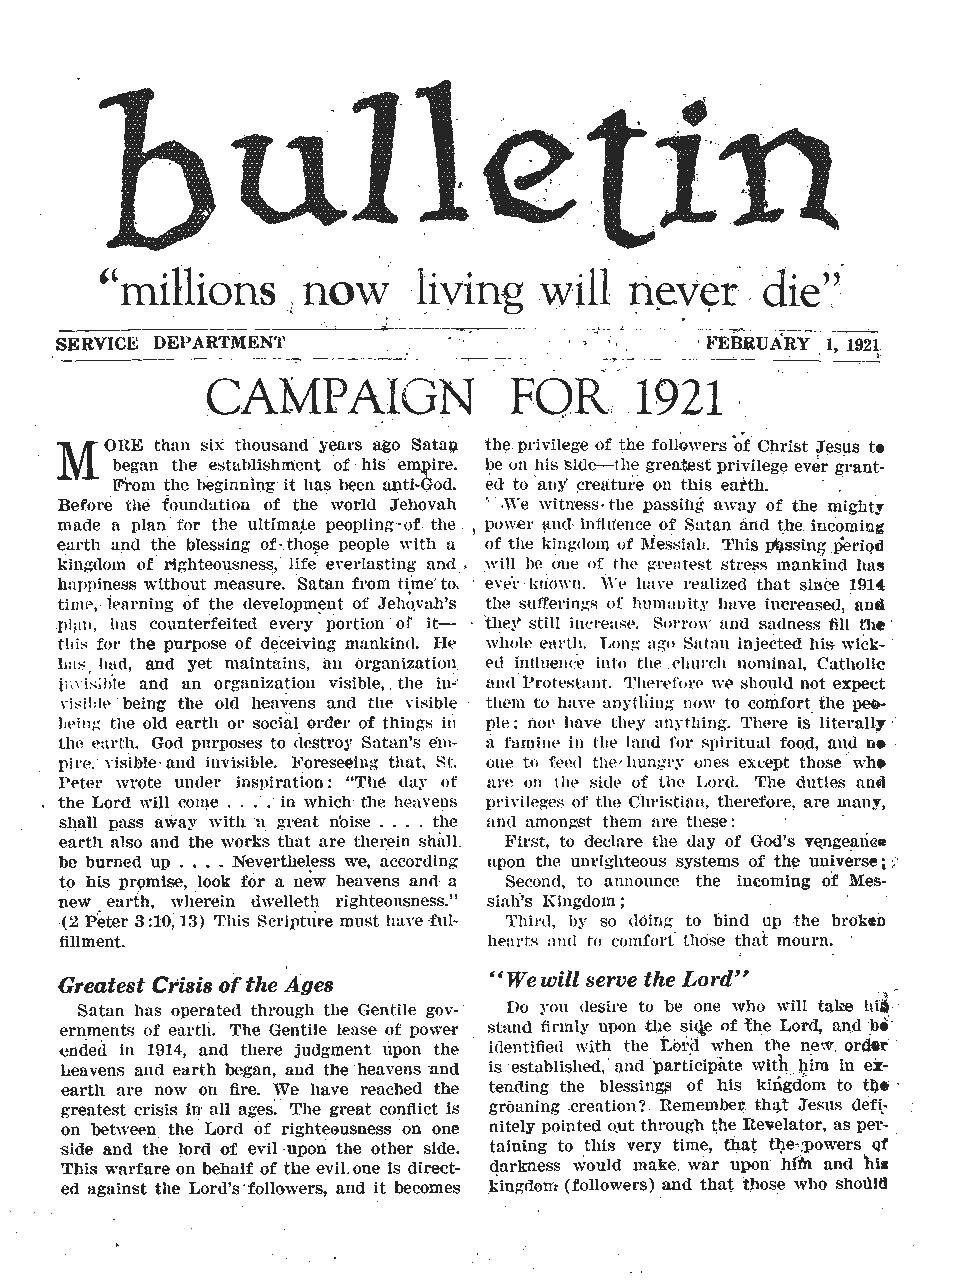 bulletin
“millions now living will never die”
SERVICE DEPARTMENT FEBRUARY 1, 1921
CAMPAIGN FOR 1921
MORE than six thousand years ago Satan
began the establishment of his empire.
From the beginning it has been anti-God.
Before the foundation of the world Jehovah
made a plan for the ultimate peopling of the
earth and the blessing of those people with a
kingdom of righteousness, life everlasting and
happiness without measure. Satan from time to
time, learning of the development of Jehovah's
plan, has counterfeited every portion of it—
this for the purpose of deceiving mankind. He
has had, and yet maintains, an organization
invisible and an organization visible, the in-
visible being the old heavens and the visible
being the old earth or social order of things in
the earth. God purposes to destroy Satan's em-
pire, visible and invisible. Foreseeing that, St.
Peter wrote under inspiration: “The day of
the Lord will come . . . . in which the heavens
shall pass away with a great noise . . . . the
earth also and the works that are therein shall
be burned up . . . . Nevertheless we, according
to his promise, look for a new heavens and a
new earth, wherein dwelleth righteousness.”
(2 Peter 3:10, 13) This Scripture must have ful-
fillment.
Greatest Crisis of the Ages
Satan has operated through the Gentile gov-
ernments of earth. The Gentile lease of power
ended in 1914, and there judgment upon the
heavens and earth began, and the heavens and
earth are now on fire. We have reached the
greatest crisis in all ages. The great conflict is
on between the Lord of righteousness on one
side and the lord of evil upon the other side.
This warfare on behalf of the evil one is direct-
ed against the Lord's followers, and it becomes
the privilege of the followers of Christ Jesus to
be on his side—the greatest privilege ever grant-
ed to any creature on this earth.
We witness the passing away of the mighty
power and influence of Satan and the incoming
of the kingdom of Messiah. This passing period
will be one of the greatest stress mankind has
ever known. We have realized that since 1914
the sufferings of humanity have increased, and
they still increase. Sorrow and sadness fill the
whole earth. Long ago Satan injected his wick-
ed influence into the church nominal, Catholic
and Protestant. Therefore we should not expect
them to have anything now to comfort the peo-
ple; nor have they anything. There is literally
a famine in the land for spiritual food, and no
one to feed the hungry ones except those who
are on the side of the Lord. The duties and
privileges of the Christian, therefore, are many,
and amongst them are these:
First, to declare the day of God's vengeance
upon the unrighteous systems of the universe;
Second, to announce the incoming of Mes-
siah's Kingdom;
Third, by so doing to bind up the broken
hearts and to comfort those that mourn.
“We will serve the Lord”
Do you desire to be one who will take his
stand firmly upon the side of the Lord, and be
identified with the Lord when the new order
is established, and participate with him in ex-
tending the blessings of his kingdom to the
groaning creation? Remember that Jesus defi-
nitely pointed out through the Revelator, as per-
taining to this very time, that the powers of
darkness would make war upon him and his
kingdom (followers) and that those who should